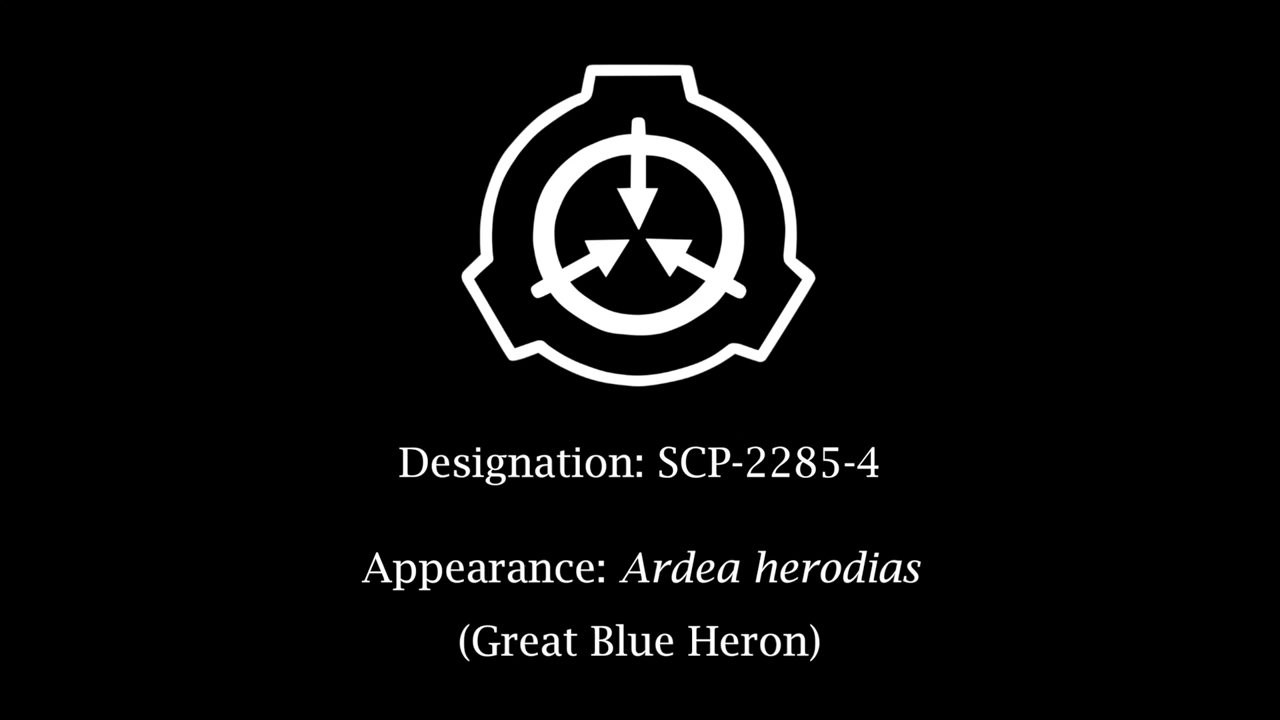 Designation: SCP-2285-4
Appearance: Ardea herodias
(Great Blue Heron)